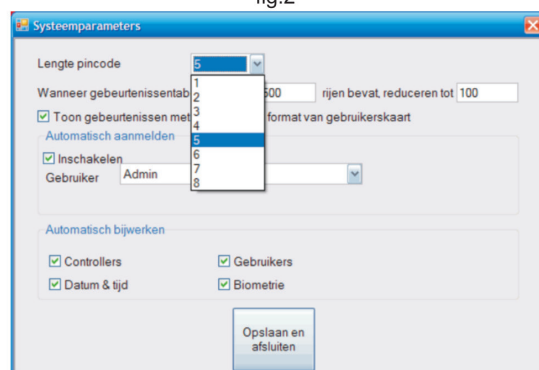 fig.2
Systeemparameters
Lengte pincode 5
1
2
3
4
5
6
7
8
Wanneer gebeurtenissentab 500 rijen bevat, reduceren tot 100
Toon gebeurtenissen met format van gebruikerskaart
Automatisch aanmelden
Inschakelen
Gebruiker Admin
Automatisch bijwerken
Controllers Gebruikers
Datum & tijd Biometrie
Opslaan en
afsluiten